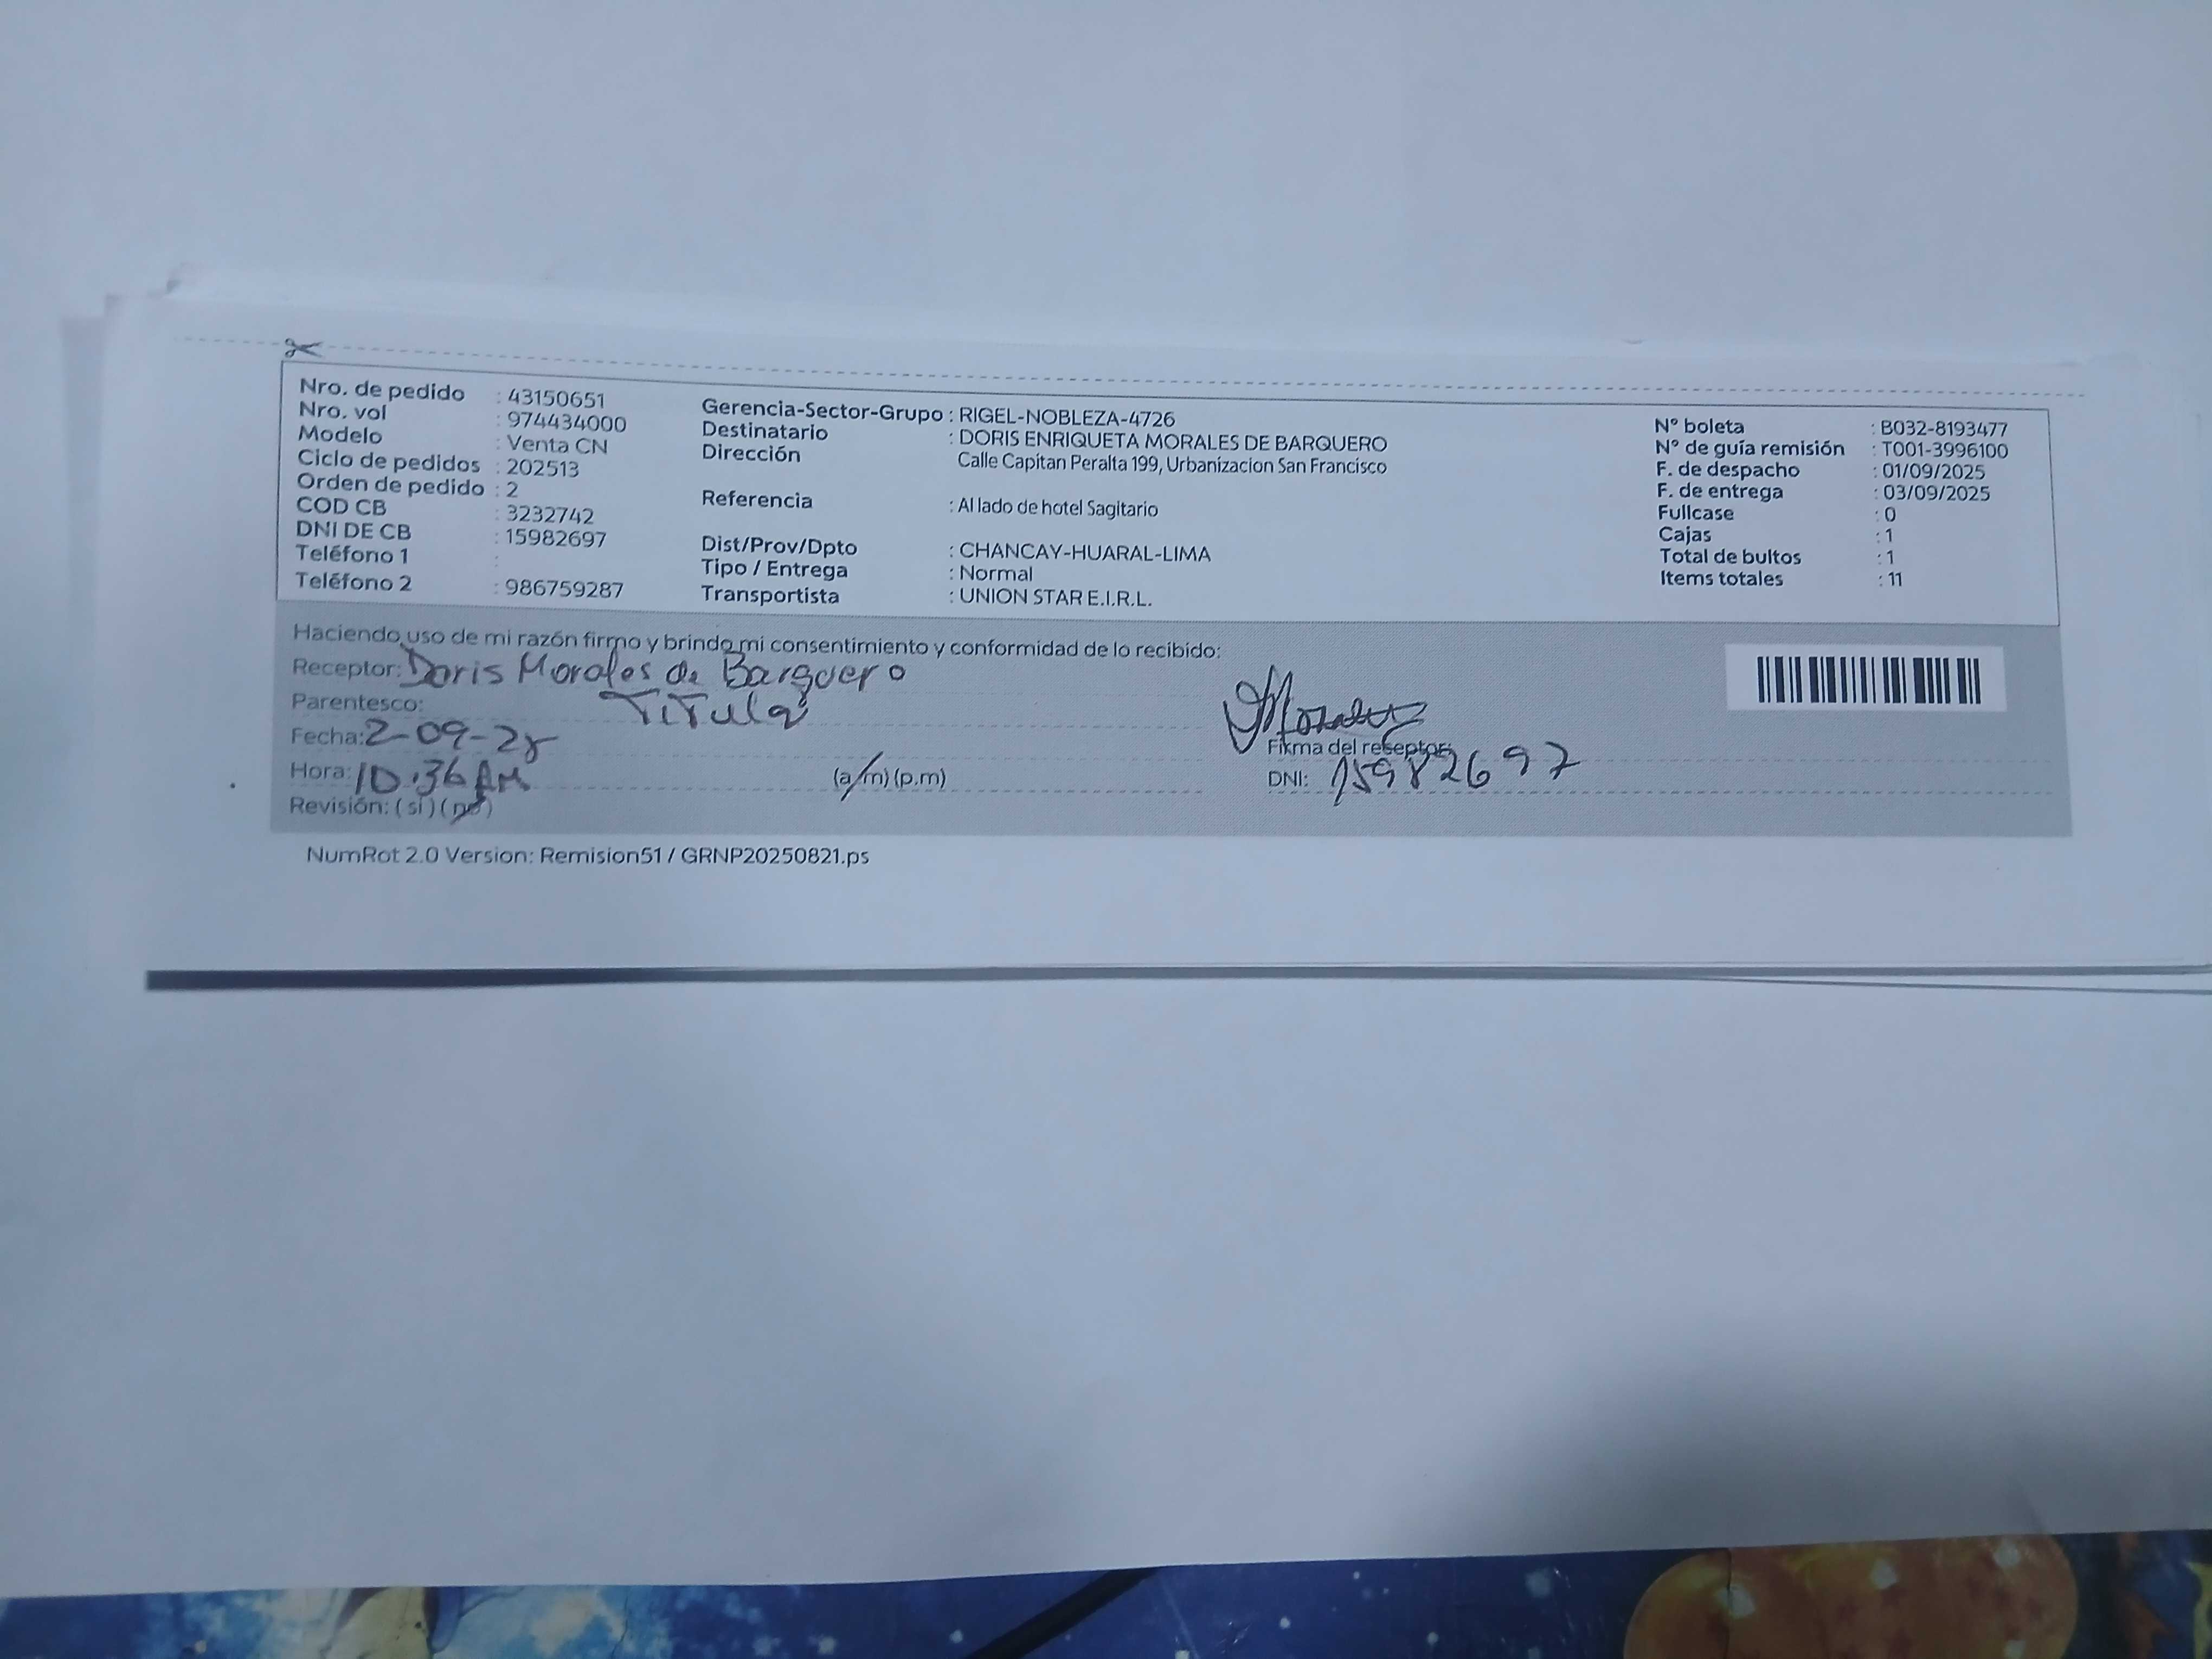 Nro. de pedido : 43150651
Nro. vol : 974434000
Modelo : Venta CN
Ciclo de pedidos : 202513
Orden de pedido : 2
COD CB : 3232742
DNI DE CB : 15982697
Teléfono 1 :
Teléfono 2 : 986759287
Gerencia-Sector-Grupo : RIGEL-NOBLEZA-4726
Destinatario : DORIS ENRIQUETA MORALES DE BARQUERO
Dirección Calle Capitan Peralta 199, Urbanizacion San Francisco
Referencia : Al lado de hotel Sagitario
Dist/Prov/Dpto : CHANCAY-HUARAL-LIMA
Tipo / Entrega : Normal
Transportista : UNION STAR E.I.R.L.
N° boleta : B032-8193477
N° de guía remisión : T001-3996100
F. de despacho : 01/09/2025
F. de entrega : 03/09/2025
Fullcase : 0
Cajas : 1
Total de bultos : 1
Items totales : 11
Haciendo uso de mi razón firmo y brindo mi consentimiento y conformidad de lo recibido:
Receptor: Doris Morales de Barquero
Parentesco: Titular
Fecha: 2-09-25
Hora: 10:36 AM (a/m) (p.m)
Revisión: ( si ) ( no )
Morales
Firma del receptor
DNI: 15982697
NumRot 2.0 Version: Remision51 / GRNP20250821.ps